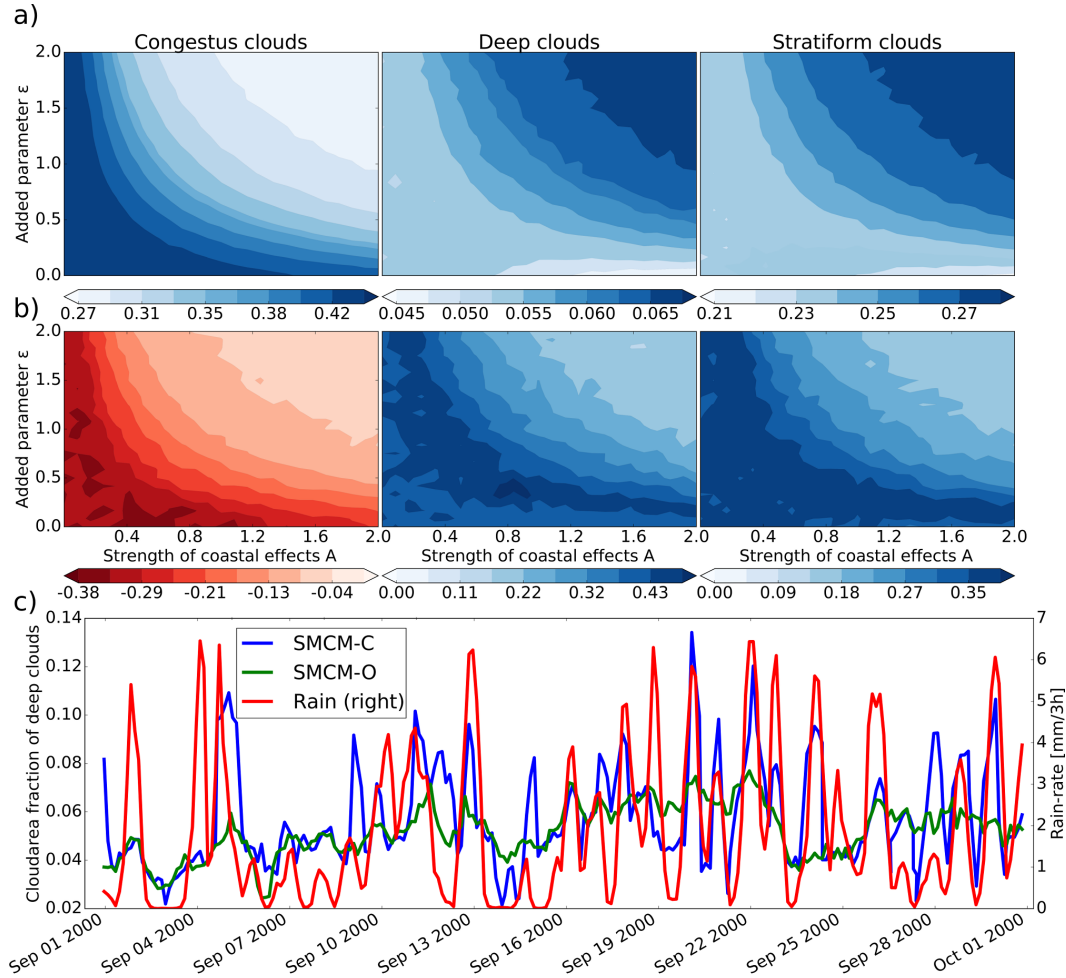 a)
Congestus clouds Deep clouds Stratiform clouds
Added parameter ε
2.0
1.5
1.0
0.5
0.0
0.27 0.31 0.35 0.38 0.42 0.045 0.050 0.055 0.060 0.065 0.21 0.23 0.25 0.27
b)
Added parameter ε
2.0
1.5
1.0
0.5
0.0
0.4 0.8 1.2 1.6 2.0 0.4 0.8 1.2 1.6 2.0 0.4 0.8 1.2 1.6 2.0
Strength of coastal effects A Strength of coastal effects A Strength of coastal effects A
-0.38 -0.29 -0.21 -0.13 -0.04 0.00 0.11 0.22 0.32 0.43 0.00 0.09 0.18 0.27 0.35
c)
Cloudarea fraction of deep clouds
0.14
0.12
0.10
0.08
0.06
0.04
0.02
SMCM-C
SMCM-O
Rain (right)
7
6
5
4
3
2
1
0
Rain-rate [mm/3h]
Sep 01 2000 Sep 04 2000 Sep 07 2000 Sep 10 2000 Sep 13 2000 Sep 16 2000 Sep 19 2000 Sep 22 2000 Sep 25 2000 Sep 28 2000 Oct 01 2000